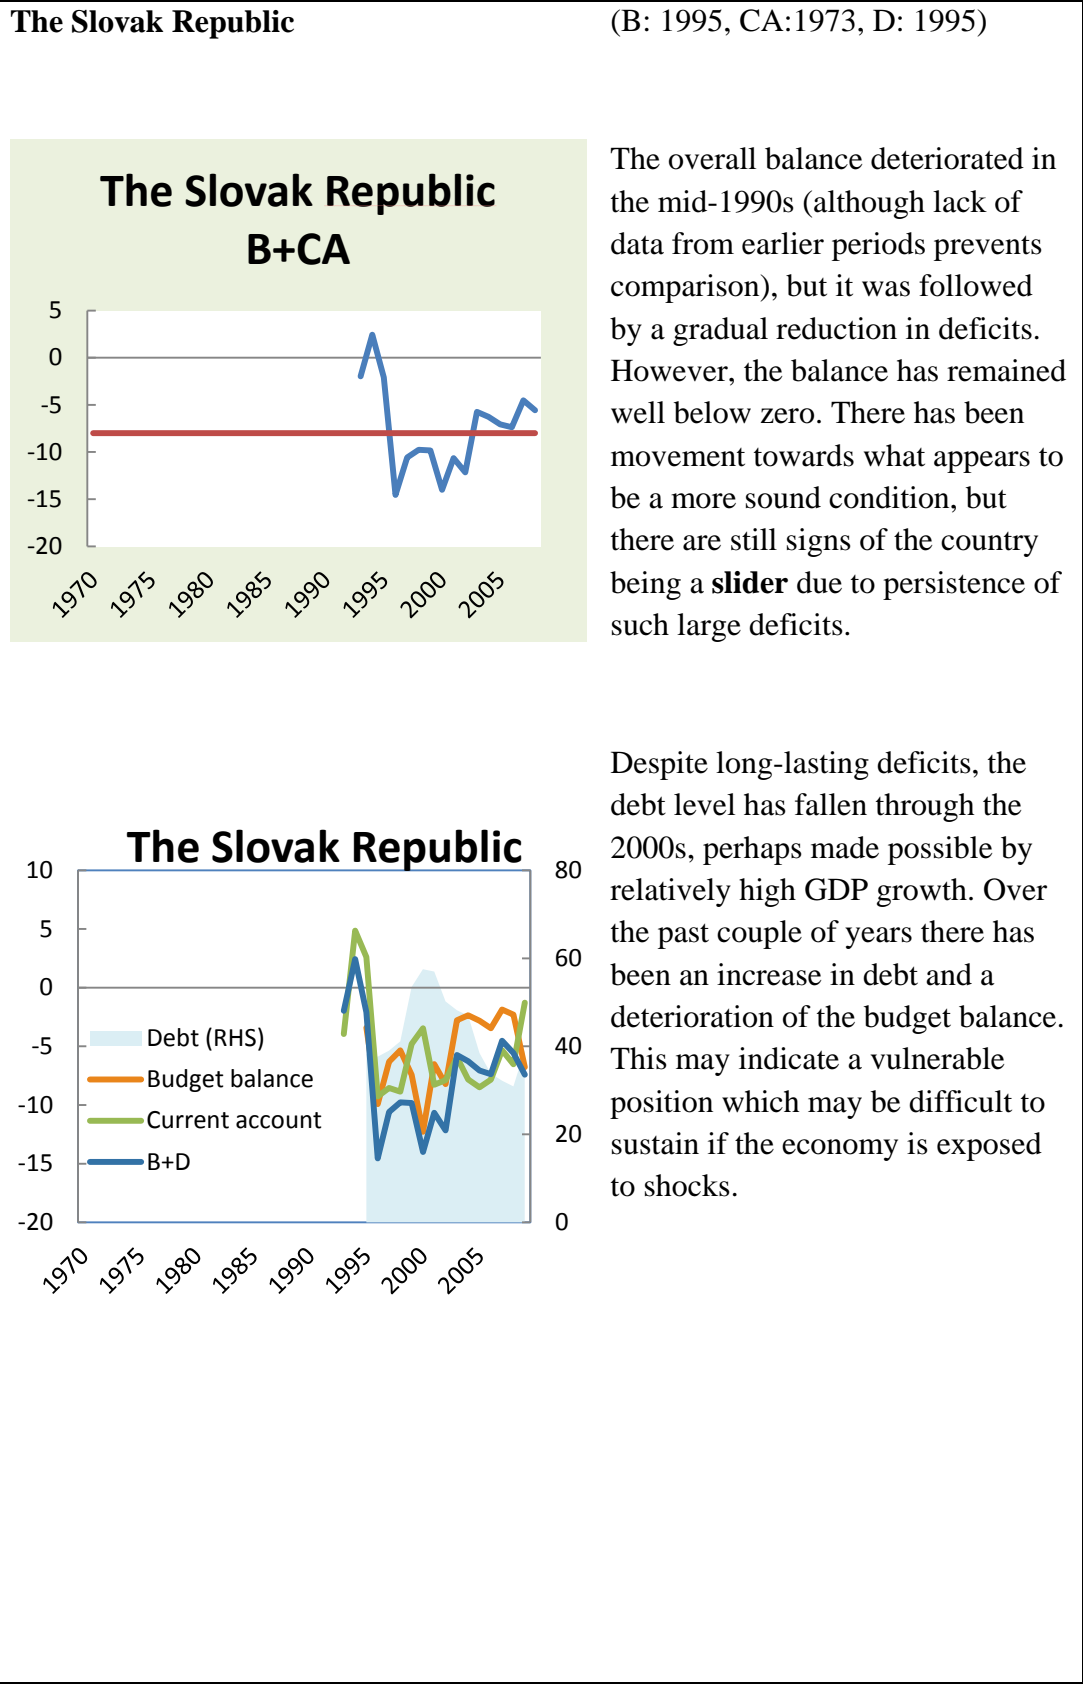 The Slovak Republic
(B: 1995, CA:1973, D: 1995)
The Slovak Republic
B+CA
5
0
-5
-10
-15
-20
1970
1975
1980
1985
1990
1995
2000
2005
The overall balance deteriorated in
the mid-1990s (although lack of
data from earlier periods prevents
comparison), but it was followed
by a gradual reduction in deficits.
However, the balance has remained
well below zero. There has been
movement towards what appears to
be a more sound condition, but
there are still signs of the country
being a slider due to persistence of
such large deficits.
The Slovak Republic
10
5
0
-5
-10
-15
-20
80
60
40
20
0
Debt (RHS)
Budget balance
Current account
B+D
1970
1975
1980
1985
1990
1995
2000
2005
Despite long-lasting deficits, the
debt level has fallen through the
2000s, perhaps made possible by
relatively high GDP growth. Over
the past couple of years there has
been an increase in debt and a
deterioration of the budget balance.
This may indicate a vulnerable
position which may be difficult to
sustain if the economy is exposed
to shocks.